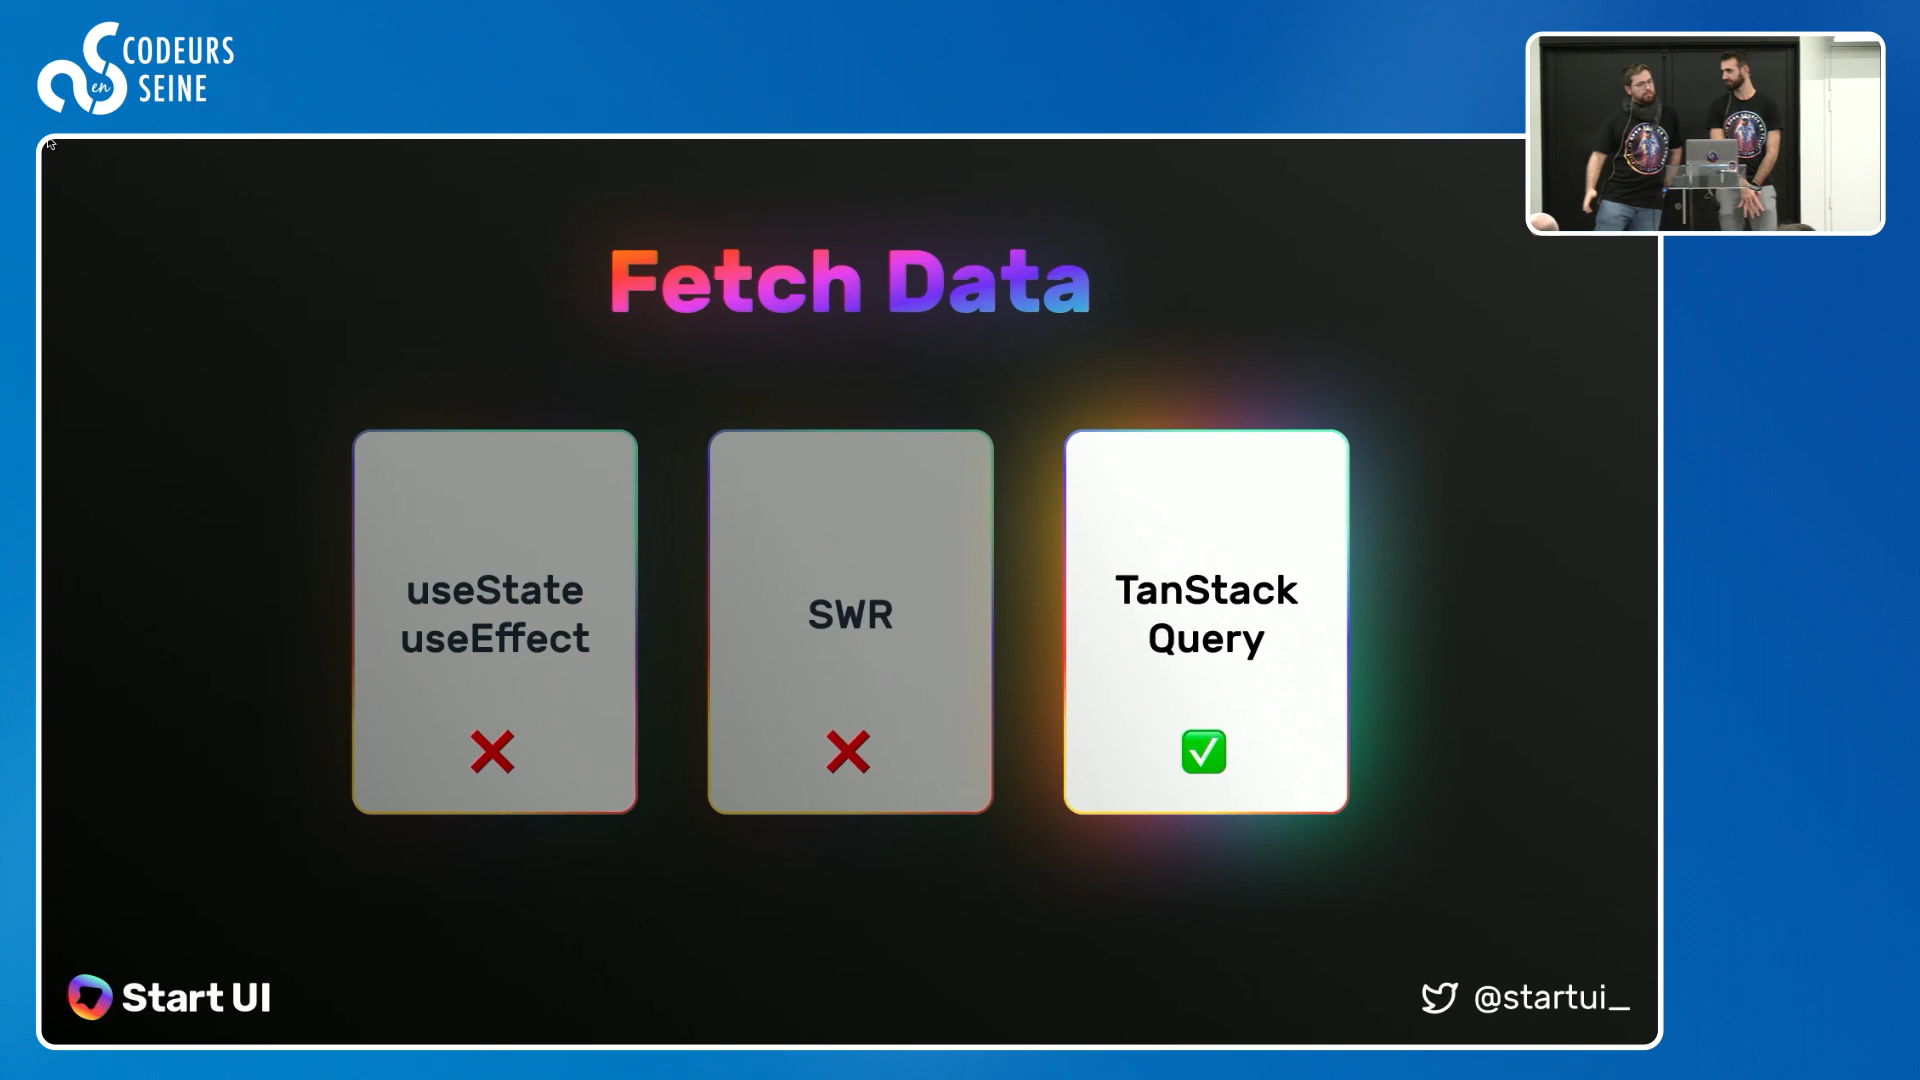 CODEURS
en
SEINE
Fetch Data
useState
useEffect
SWR
TanStack
Query
Start UI
@startui_